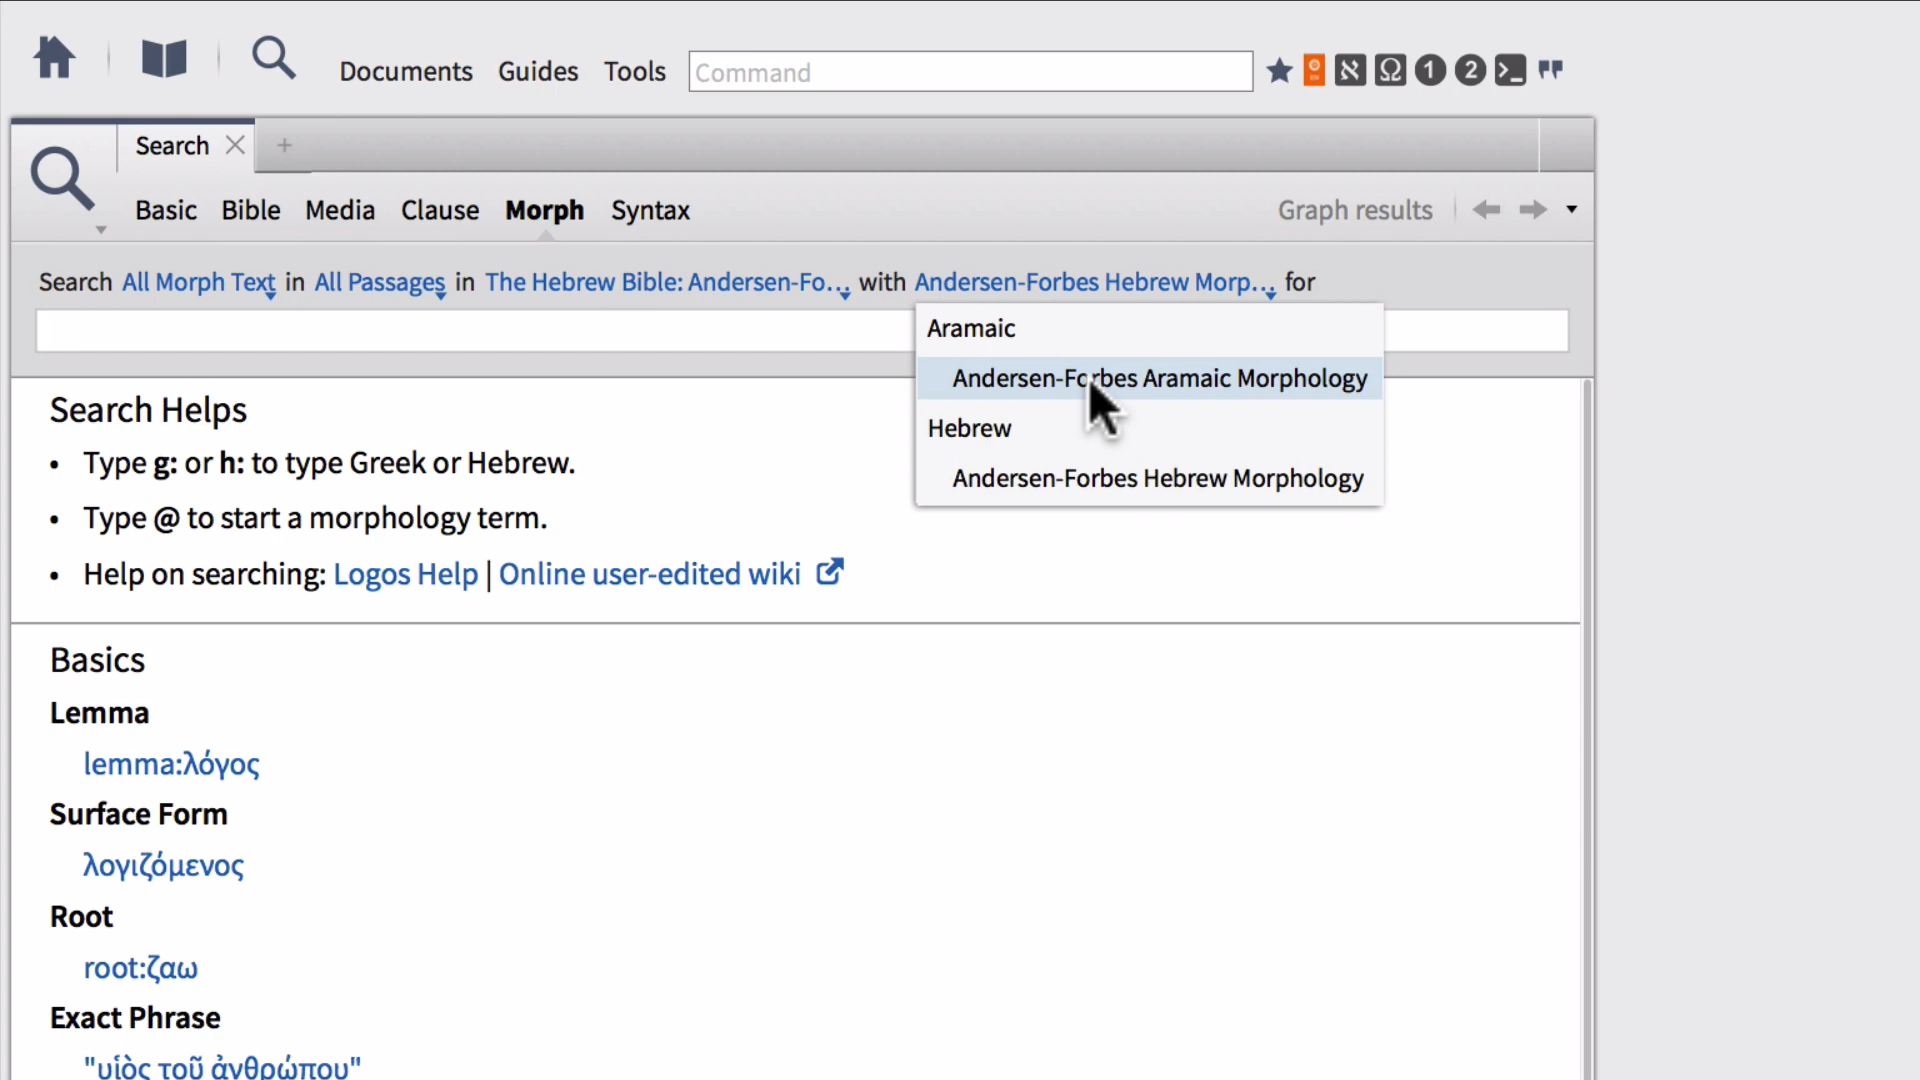 Documents Guides Tools Command
Search
Basic Bible Media Clause Morph Syntax Graph results
Search All Morph Text in All Passages in The Hebrew Bible: Andersen-Fo... with Andersen-Forbes Hebrew Morp... for
Aramaic
Andersen-Forbes Aramaic Morphology
Hebrew
Andersen-Forbes Hebrew Morphology
Search Helps
• Type g: or h: to type Greek or Hebrew.
• Type @ to start a morphology term.
• Help on searching: Logos Help | Online user-edited wiki
Basics
Lemma
lemma:λόγος
Surface Form
λογιζόμενος
Root
root:ζαω
Exact Phrase
"υἱὸς τοῦ ἀνθρώπου"